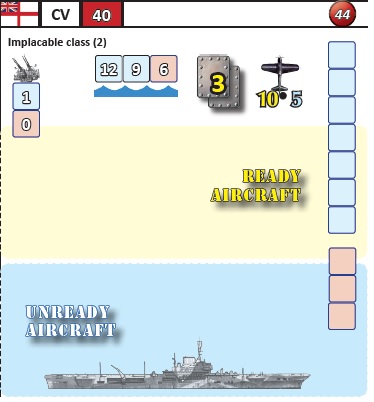 CV 40 44
Implacable class (2)
12 9 6
3
10 5
1
0
READY
AIRCRAFT
UNREADY
AIRCRAFT